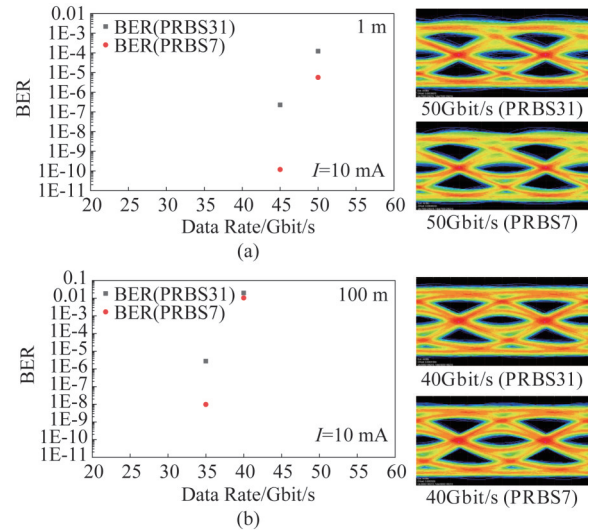 BER(PRBS31)
BER(PRBS7)
1 m
BER
0.1
0.01
1E-3
1E-4
1E-5
1E-6
1E-7
1E-8
1E-9
1E-10
1E-11
I=10 mA
20 25 30 35 40 45 50 55 60
Data Rate/Gbit/s
(a)
50Gbit/s (PRBS31)
50Gbit/s (PRBS7)
BER(PRBS31)
BER(PRBS7)
100 m
BER
0.1
0.01
1E-3
1E-4
1E-5
1E-6
1E-7
1E-8
1E-9
1E-10
1E-11
I=10 mA
20 25 30 35 40 45 50 55 60
Data Rate/Gbit/s
(b)
40Gbit/s (PRBS31)
40Gbit/s (PRBS7)